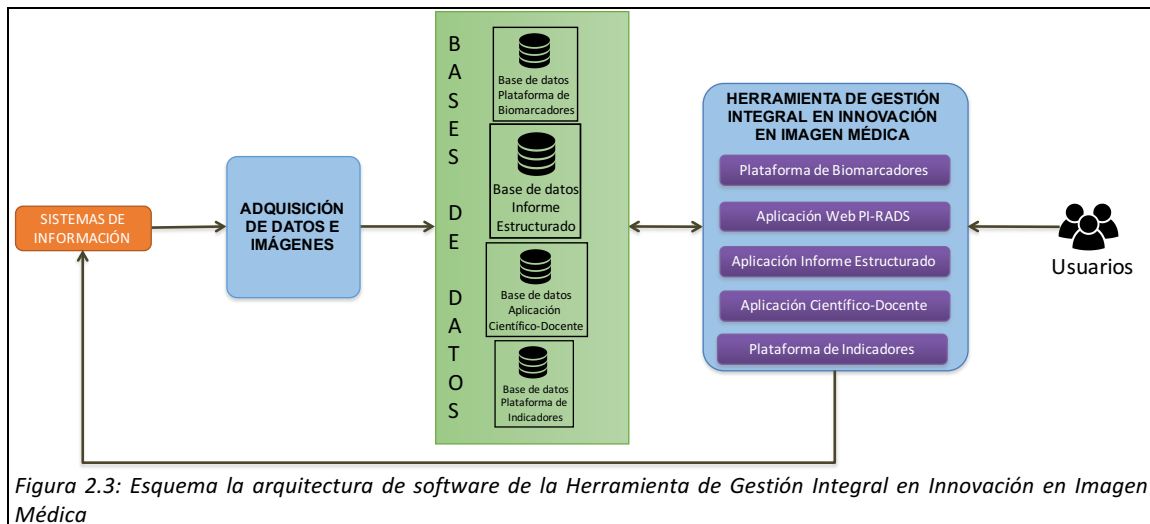 SISTEMAS DE
INFORMACIÓN
ADQUISICIÓN
DE DATOS E
IMÁGENES
BASES DE DATOS
Base de datos
Plataforma de
Biomarcadores
Base de datos
Informe
Estructurado
Base de datos
Aplicación
Científico-Docente
Base de datos
Plataforma de
Indicadores
HERRAMIENTA DE GESTIÓN
INTEGRAL EN INNOVACIÓN
EN IMAGEN MÉDICA
Plataforma de Biomarcadores
Aplicación Web PI-RADS
Aplicación Informe Estructurado
Aplicación Científico-Docente
Plataforma de Indicadores
Usuarios
Figura 2.3: Esquema la arquitectura de software de la Herramienta de Gestión Integral en Innovación en Imagen
Médica